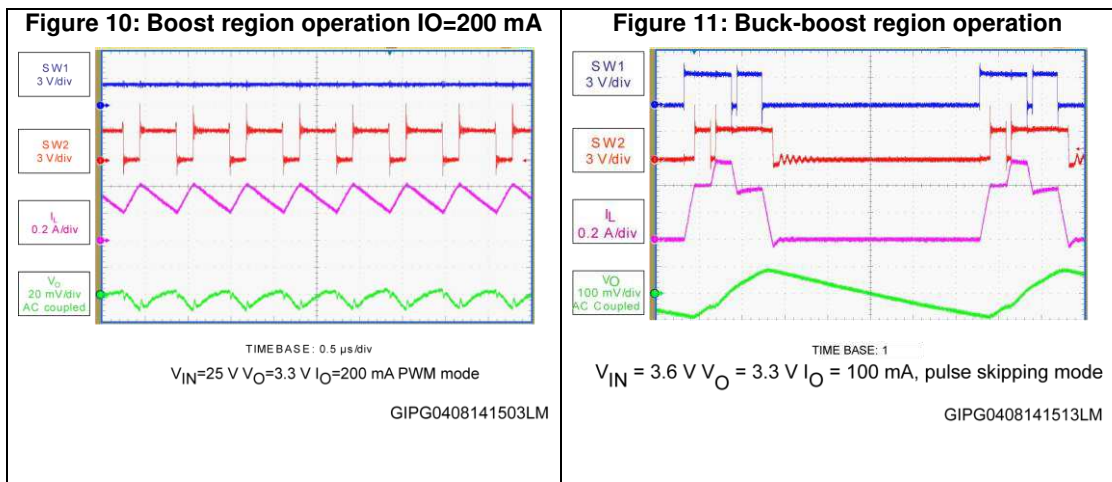 Figure 10: Boost region operation IO=200 mA
SW1
3 V/div
SW2
3 V/div
IL
0.2 A/div
VO
20 mV/div
AC coupled
TIMEBASE: 0.5 µs/div
VIN=25 V VO=3.3 V IO=200 mA PWM mode
GIPG0408141503LM
Figure 11: Buck-boost region operation
SW1
3 V/div
SW2
3 V/div
IL
0.2 A/div
VO
100 mV/div
AC Coupled
TIME BASE: 1
VIN = 3.6 V VO = 3.3 V IO = 100 mA, pulse skipping mode
GIPG0408141513LM